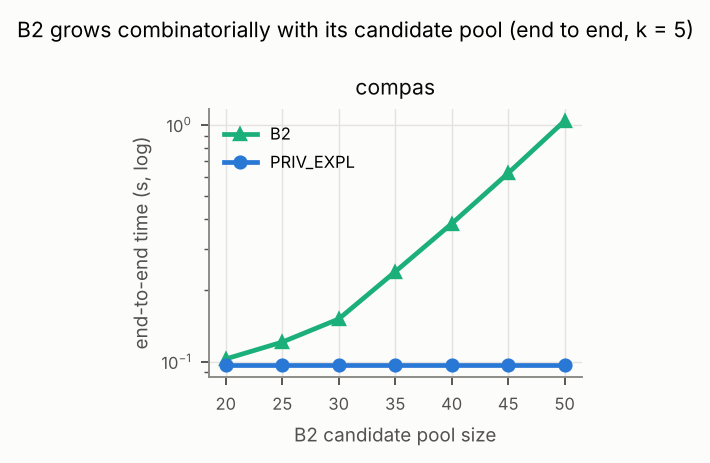 B2 grows combinatorially with its candidate pool (end to end, k = 5)
compas
10⁰
B2
PRIV_EXPL
end-to-end time (s, log)
10⁻¹
20 25 30 35 40 45 50
B2 candidate pool size